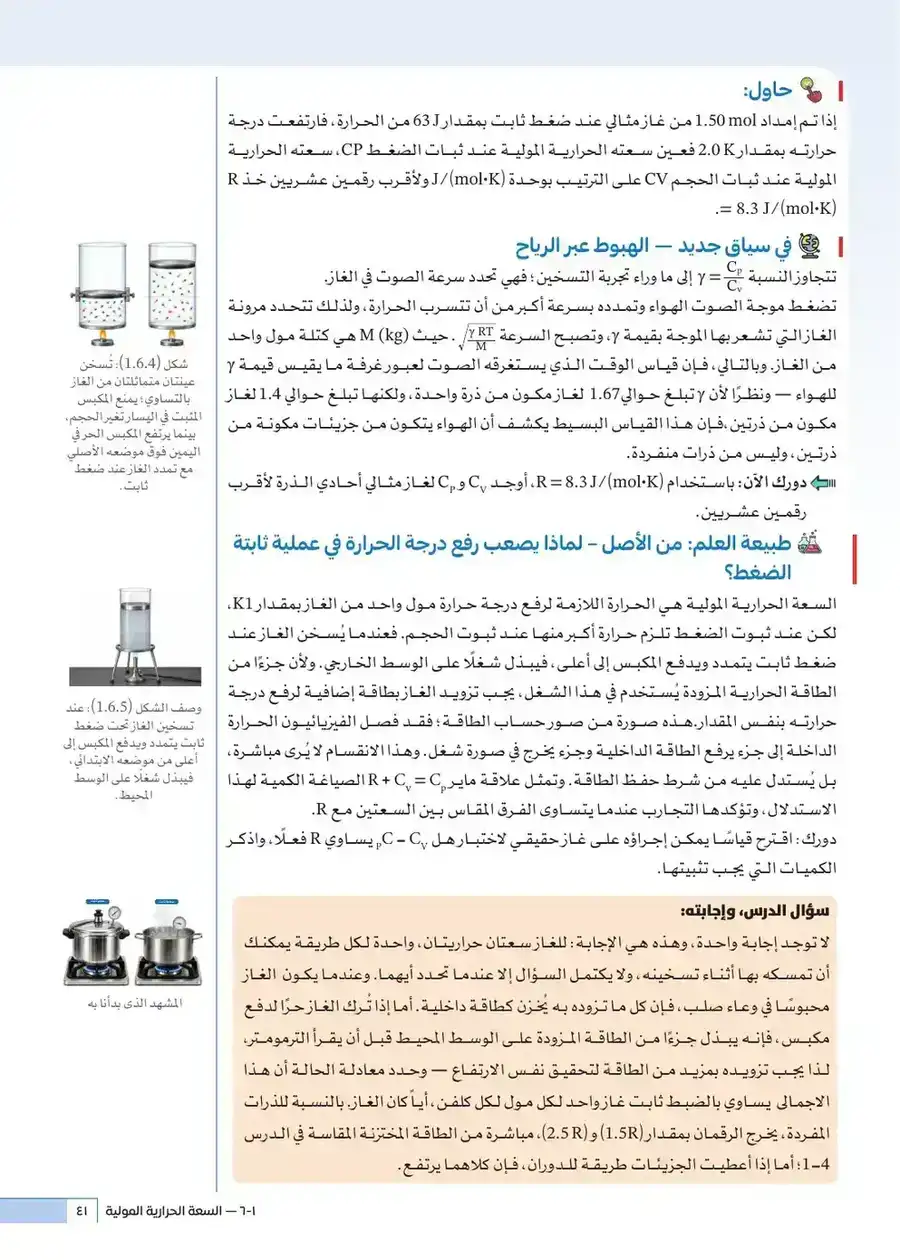 حاول:
إذا تم إمداد 1.50 mol من غاز مثالي عند ضغط ثابت بمقدار 63 J من الحرارة، فارتفعت درجة
حرارته بمقدار 2.0 K فعين سعته الحرارية المولية عند ثبات الضغط CP، سعته الحرارية
المولية عند ثبات الحجم CV على الترتيب بوحدة J/(mol•K) ولأقرب رقمين عشريين خذ R
= 8.3 J/(mol•K).
في سياق جديد — الهبوط عبر الرياح
تتجاوز النسبة γ = Cp/Cv إلى ما وراء تجربة التسخين؛ فهي تحدد سرعة الصوت في الغاز.
تضغط موجة الصوت الهواء وتمدده بسرعة أكبر من أن تتسرب الحرارة، ولذلك تتحدد مرونة
الغاز التي تشعر بها الموجة بقيمة γ، وتصبح السرعة √(γ RT/M). حيث M (kg) هي كتلة مول واحد
من الغاز. وبالتالي، فإن قياس الوقت الذي يستغرقه الصوت لعبور غرفة ما يقيس قيمة γ
للهواء — ونظرًا لأن γ تبلغ حوالي 1.67 لغاز مكون من ذرة واحدة، ولكنها تبلغ حوالي 1.4 لغاز
مكون من ذرتين، فإن هذا القياس البسيط يكشف أن الهواء يتكون من جزيئات مكونة من
ذرتين، وليس من ذرات منفردة.
دورك الآن: باستخدام R = 8.3 J/(mol•K)، أوجد CV و CP لغاز مثالي أحادي الذرة لأقرب
رقمين عشريين.
طبيعة العلم: من الأصل – لماذا يصعب رفع درجة الحرارة في عملية ثابتة
الضغط؟
السعة الحرارية المولية هي الحرارة اللازمة لرفع درجة حرارة مول واحد من الغاز بمقدار K1،
لكن عند ثبوت الضغط تلزم حرارة أكبر منها عند ثبوت الحجم. فعندما يُسخن الغاز عند
ضغط ثابت يتمدد ويدفع المكبس إلى أعلى، فيبذل شغلًا على الوسط الخارجي. ولأن جزءًا من
الطاقة الحرارية المزودة يُستخدم في هذا الشغل، يجب تزويد الغاز بطاقة إضافية لرفع درجة
حرارته بنفس المقدار. هذه صورة من صور حساب الطاقة؛ فقد فصل الفيزيائيون الحرارة
الداخلة إلى جزء يرفع الطاقة الداخلية وجزء يخرج في صورة شغل. وهذا الانقسام لا يُرى مباشرة،
بل يُستدل عليه من شرط حفظ الطاقة. وتمثل علاقة ماير R + Cv = Cp الصياغة الكمية لهذا
الاستدلال، وتؤكدها التجارب عندما يتساوى الفرق المقاس بين السعتين مع R.
دورك: اقترح قياسًا يمكن إجراؤه على غاز حقيقي لاختبار هل PC – CV يساوي R فعلًا، واذكر
الكميات التي يجب تثبيتها.
سؤال الدرس، وإجابته:
لا توجد إجابة واحدة، وهذه هي الإجابة: للغاز سعتان حراريتان، واحدة لكل طريقة يمكنك
أن تمسكه بها أثناء تسخينه، ولا يكتمل السؤال إلا عندما تحدد أيهما. وعندما يكون الغاز
محبوسًا في وعاء صلب، فإن كل ما تزوده به يُخزن كطاقة داخلية. أما إذا تُرك الغاز حرًا لدفع
مكبس، فإنه يبذل جزءًا من الطاقة المزودة على الوسط المحيط قبل أن يقرأ الترمومتر،
لذا يجب تزويده بمزيد من الطاقة لتحقيق نفس الارتفاع — وحدد معادلة الحالة أن هذا
الاجمالى يساوي بالضبط ثابت غاز واحد لكل مول لكل كلفن، أياً كان الغاز. بالنسبة للذرات
المفردة، يخرج الرقمان بمقدار (1.5R) و (2.5 R)، مباشرة من الطاقة المختزنة المقاسة في الدرس
4–1؛ أما إذا أعطيت الجزيئات طريقة للدوران، فإن كلاهما يرتفع.
شكل (1.6.4): تُسخن
عينتان متماثلتان من الغاز
بالتساوي؛ يمنع المكبس
المثبت في اليسار تغير الحجم،
بينما يرتفع المكبس الحر في
اليمين فوق موضعه الأصلي
مع تمدد الغاز عند ضغط
ثابت.
وصف الشكل (1.6.5): عند
تسخين الغاز تحت ضغط
ثابت يتمدد ويدفع المكبس إلى
أعلى من موضعه الابتدائي،
فيبذل شغلًا على الوسط
المحيط.
المشهد الذى بدأنا به
١-٦ — السعة الحرارية المولية
٤١